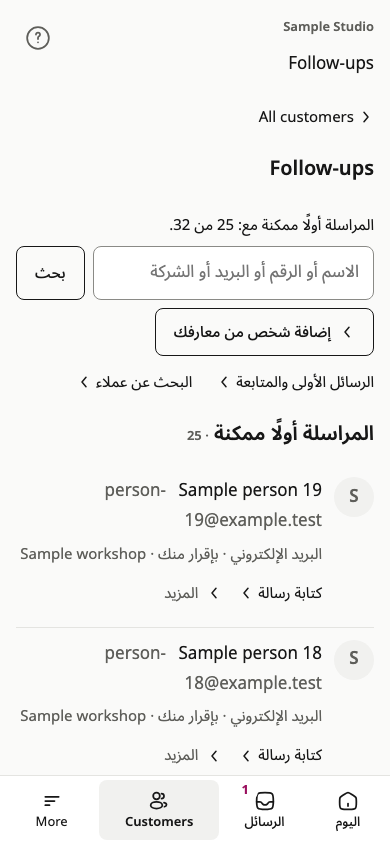 Sample Studio
Follow-ups
All customers
Follow-ups
المراسلة أولًا ممكنة مع: 25 من 32.
الاسم أو الرقم أو البريد أو الشركة
بحث
إضافة شخص من معارفك
الرسائل الأولى والمتابعة
البحث عن عملاء
المراسلة أولًا ممكنة · 25
S
Sample person 19 person-
19@example.test
البريد الإلكتروني · بإقرار منك · Sample workshop
كتابة رسالة
المزيد
S
Sample person 18 person-
18@example.test
البريد الإلكتروني · بإقرار منك · Sample workshop
كتابة رسالة
المزيد
اليوم
1
الرسائل
Customers
More